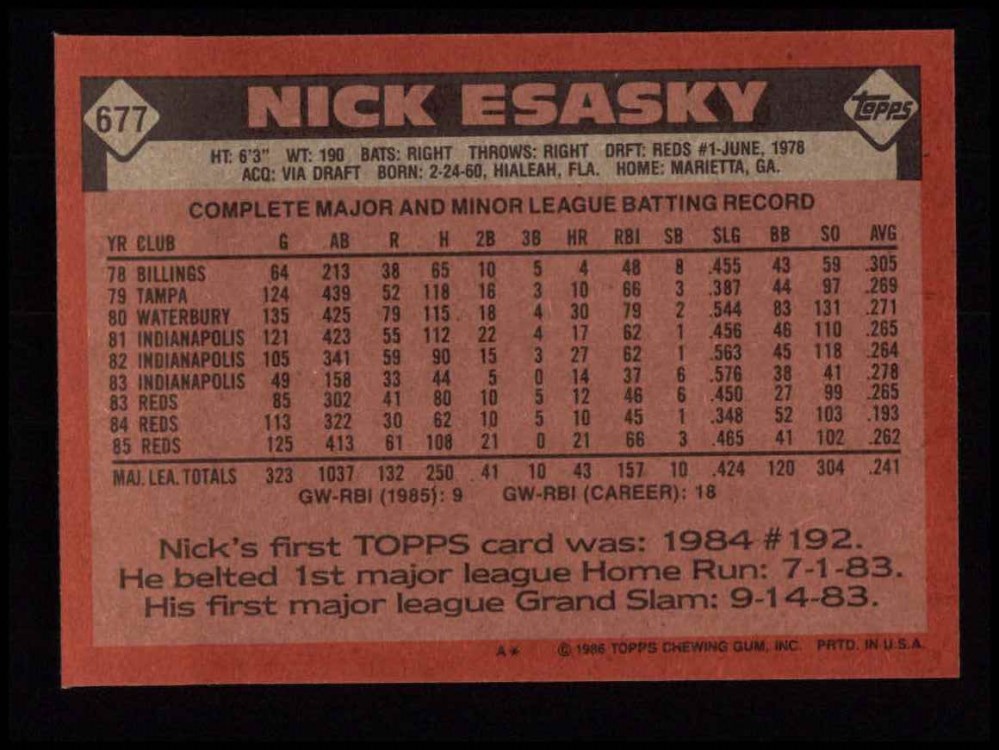 677
NICK ESASKY
Topps
HT: 6'3" WT: 190 BATS: RIGHT THROWS: RIGHT DRFT: REDS #1-JUNE, 1978
ACQ: VIA DRAFT BORN: 2-24-60, HIALEAH, FLA. HOME: MARIETTA, GA.
COMPLETE MAJOR AND MINOR LEAGUE BATTING RECORD
YR CLUB G AB R H 2B 3B HR RBI SB SLG BB SO AVG
78 BILLINGS 64 213 38 65 10 5 4 48 8 .455 43 59 .305
79 TAMPA 124 439 52 118 16 3 10 66 3 .387 44 97 .269
80 WATERBURY 135 425 79 115 18 4 30 79 2 .544 83 131 .271
81 INDIANAPOLIS 121 423 55 112 22 4 17 62 1 .456 46 110 .265
82 INDIANAPOLIS 105 341 59 90 15 3 27 62 1 .563 45 118 .264
83 INDIANAPOLIS 49 158 33 44 5 0 14 37 6 .576 38 41 .278
83 REDS 85 302 41 80 10 5 12 46 6 .450 27 99 .265
84 REDS 113 322 30 62 10 5 10 45 1 .348 52 103 .193
85 REDS 125 413 61 108 21 0 21 66 3 .465 41 102 .262
MAJ. LEA. TOTALS 323 1037 132 250 41 10 43 157 10 .424 120 304 .241
GW-RBI (1985): 9 GW-RBI (CAREER): 18
Nick's first TOPPS card was: 1984 #192.
He belted 1st major league Home Run: 7-1-83.
His first major league Grand Slam: 9-14-83.
A* © 1986 TOPPS CHEWING GUM, INC. PRTD. IN U.S.A.